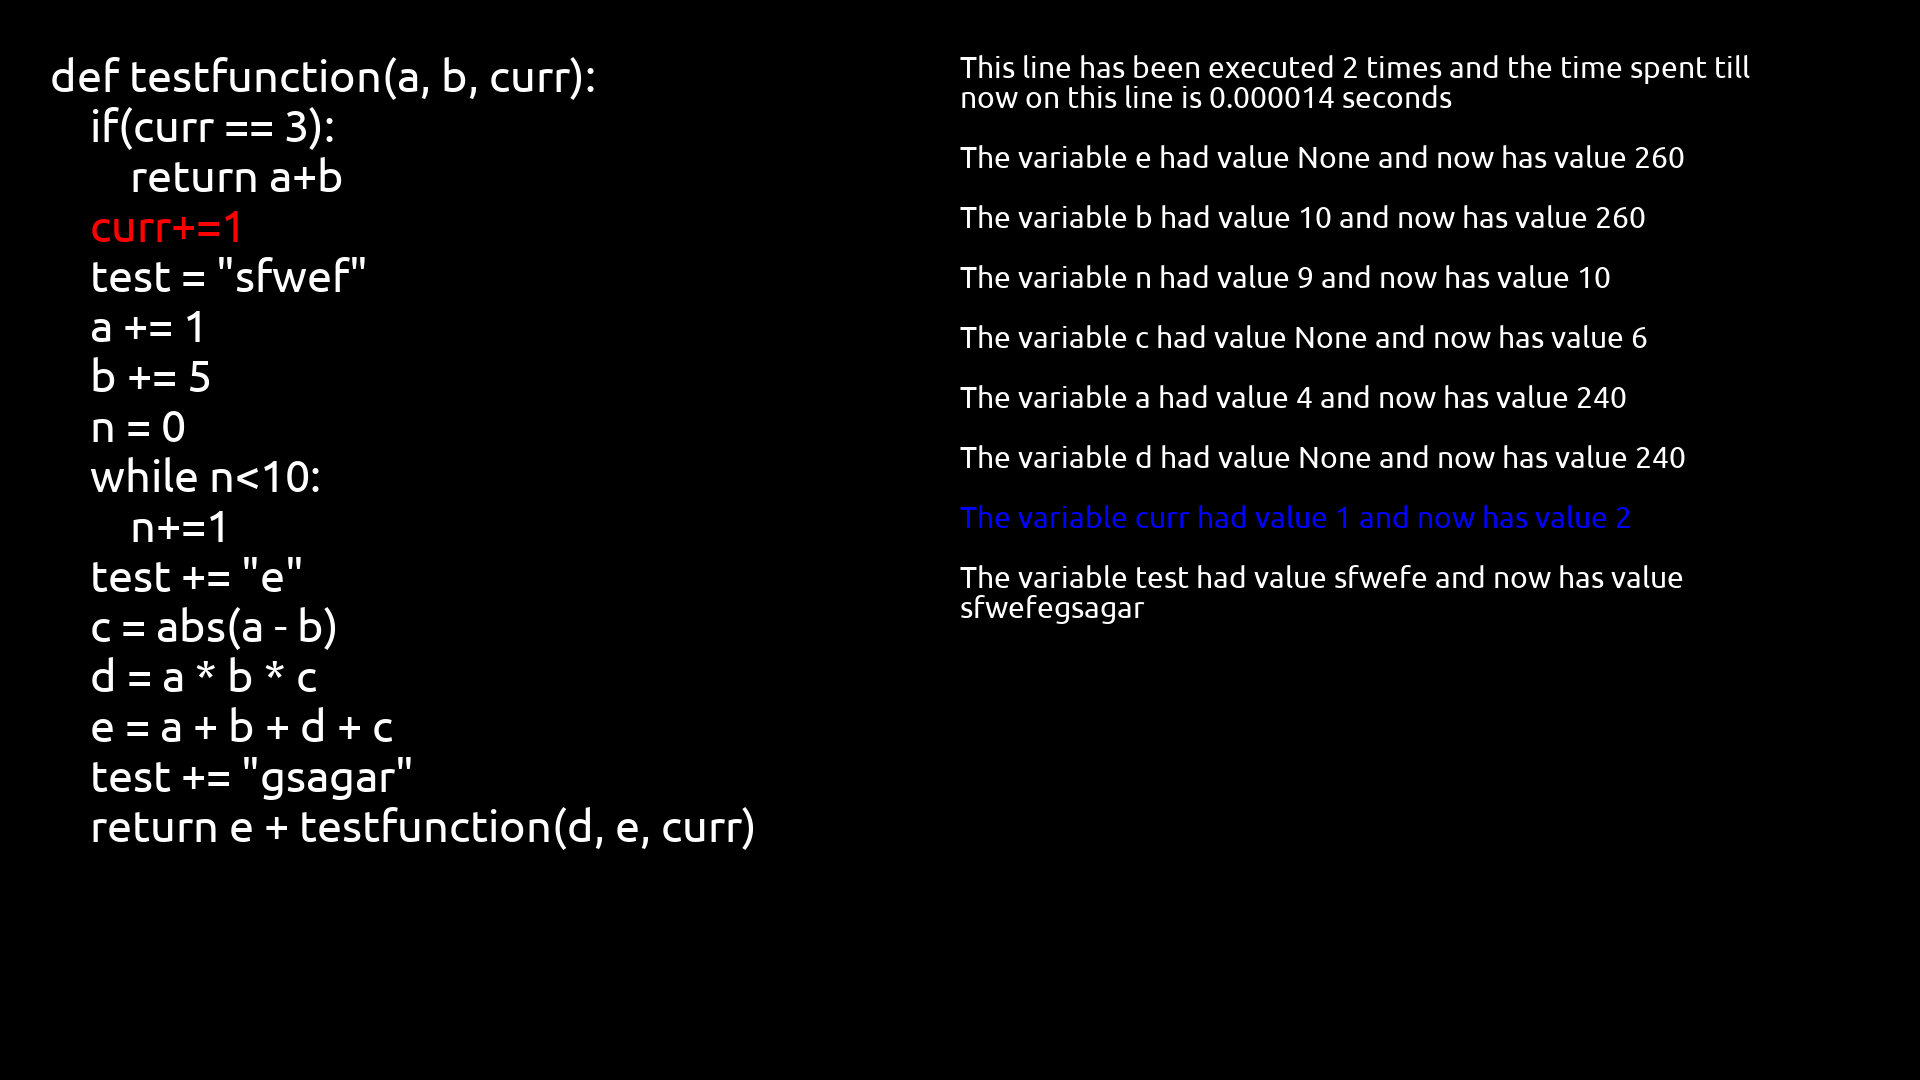 def testfunction(a, b, curr):
if(curr == 3):
return a+b
curr+=1
test = "sfwef"
a += 1
b += 5
n = 0
while n<10:
n+=1
test += "e"
c = abs(a - b)
d = a * b * c
e = a + b + d + c
test += "gsagar"
return e + testfunction(d, e, curr)
This line has been executed 2 times and the time spent till
now on this line is 0.000014 seconds
The variable e had value None and now has value 260
The variable b had value 10 and now has value 260
The variable n had value 9 and now has value 10
The variable c had value None and now has value 6
The variable a had value 4 and now has value 240
The variable d had value None and now has value 240
The variable curr had value 1 and now has value 2
The variable test had value sfwefe and now has value
sfwefegsagar